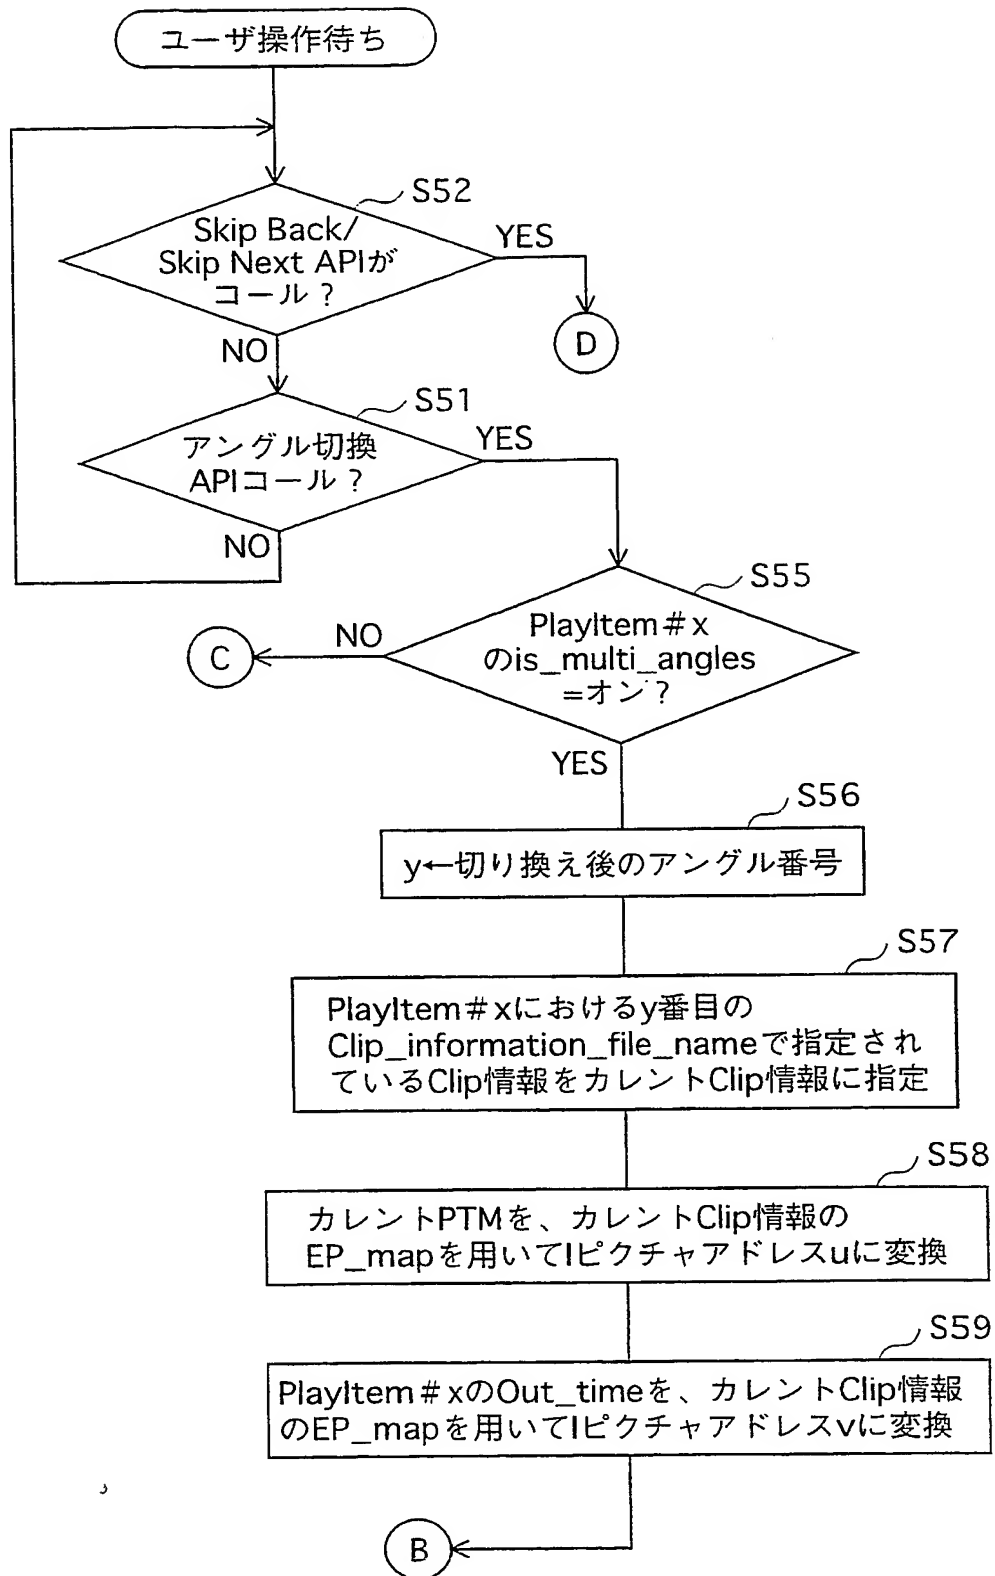 ユーザ操作待ち
S52
Skip Back/
Skip Next APIが
コール？
YES
D
NO
S51
アングル切換
APIコール？
YES
NO
S55
PlayItem＃x
のis_multi_angles
=オン？
NO
C
YES
S56
y←切り換え後のアングル番号
S57
PlayItem＃xにおけるy番目の
Clip_information_file_nameで指定され
ているClip情報をカレントClip情報に指定
S58
カレントPTMを、カレントClip情報の
EP_mapを用いてIピクチャアドレスuに変換
S59
PlayItem＃xのOut_timeを、カレントClip情報
のEP_mapを用いてIピクチャアドレスvに変換
B